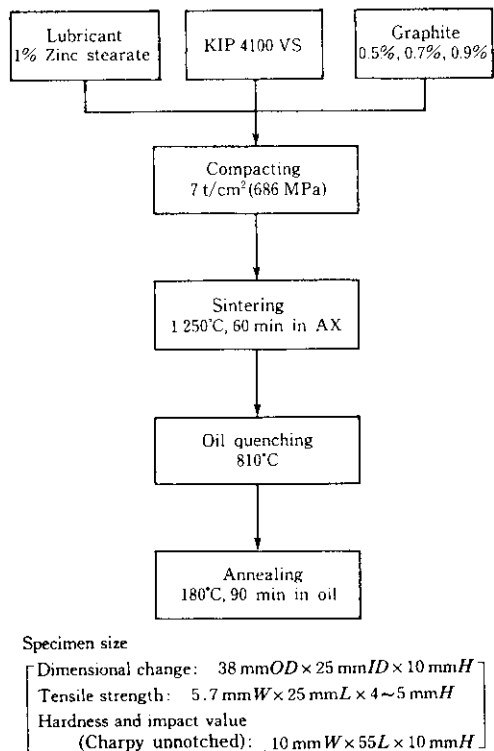 Lubricant
1% Zinc stearate
KIP 4100 VS
Graphite
0.5%, 0.7%, 0.9%
Compacting
7 t/cm²(686 MPa)
Sintering
1 250°C, 60 min in AX
Oil quenching
810°C
Annealing
180°C, 90 min in oil
Specimen size
Dimensional change: 38 mmOD×25 mmID×10 mmH
Tensile strength: 5.7 mmW×25 mmL×4~5 mmH
Hardness and impact value
(Charpy unnotched): 10 mmW×55L×10 mmH